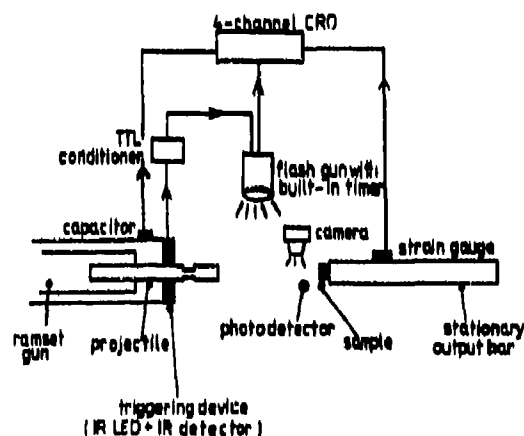 4-channel CRO
TTL
conditioner
flash gun with
built-in timer
capacitor
camera
strain gauge
ramset
gun
projectile
photodetector
sample
stationary
output bar
triggering device
(IR LED + IR detector)